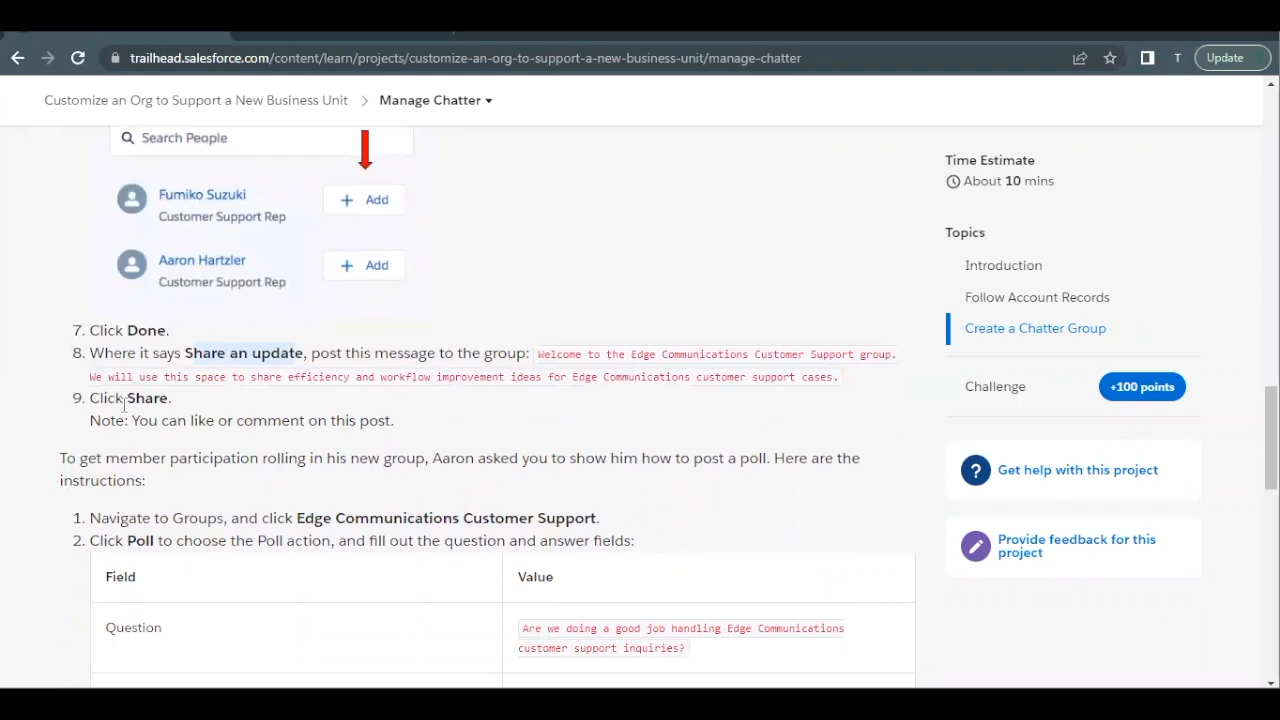 trailhead.salesforce.com/content/learn/projects/customize-an-org-to-support-a-new-business-unit/manage-chatter
T
Update
Customize an Org to Support a New Business Unit > Manage Chatter
Search People
Fumiko Suzuki
Customer Support Rep
+ Add
Aaron Hartzler
Customer Support Rep
+ Add
7. Click Done.
8. Where it says Share an update, post this message to the group: Welcome to the Edge Communications Customer Support group.
We will use this space to share efficiency and workflow improvement ideas for Edge Communications customer support cases.
9. Click Share.
Note: You can like or comment on this post.
To get member participation rolling in his new group, Aaron asked you to show him how to post a poll. Here are the
instructions:
1. Navigate to Groups, and click Edge Communications Customer Support.
2. Click Poll to choose the Poll action, and fill out the question and answer fields:
Field Value
Question Are we doing a good job handling Edge Communications
customer support inquiries?
Time Estimate
About 10 mins
Topics
Introduction
Follow Account Records
Create a Chatter Group
Challenge +100 points
? Get help with this project
Provide feedback for this
project